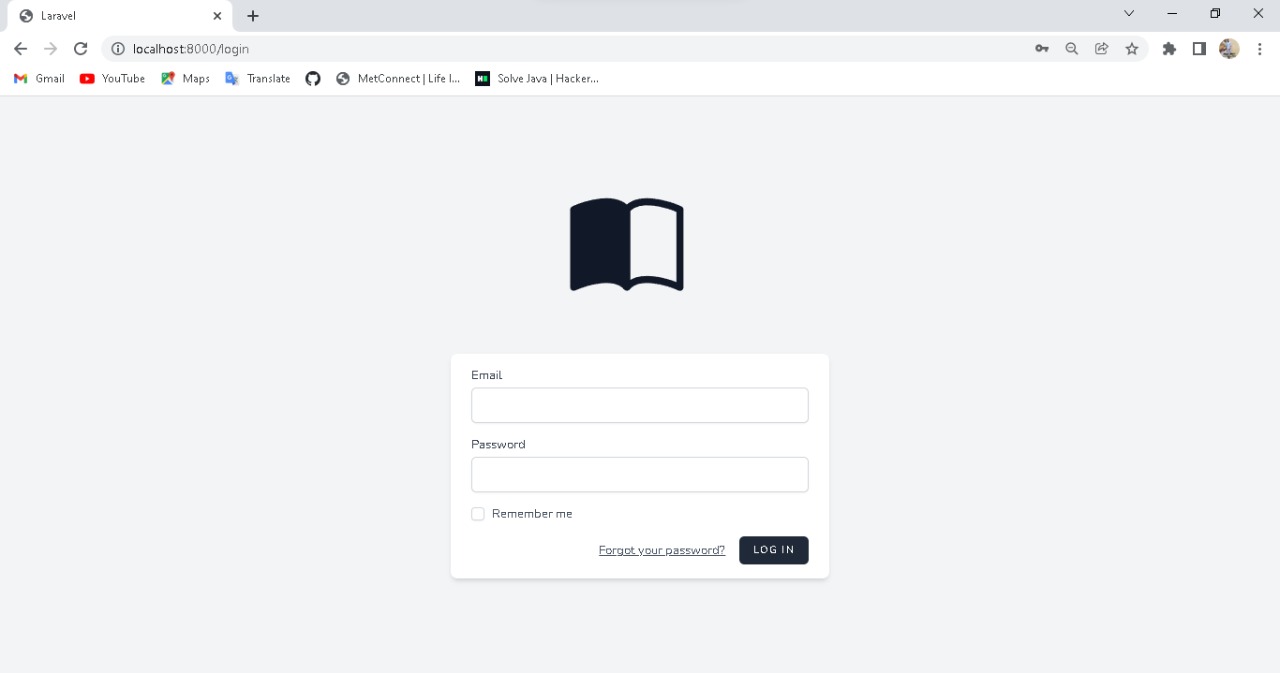 Laravel
localhost:8000/login
Gmail YouTube Maps Translate MetConnect | Life I... Solve Java | Hacker...
Email
Password
Remember me
Forgot your password? LOG IN